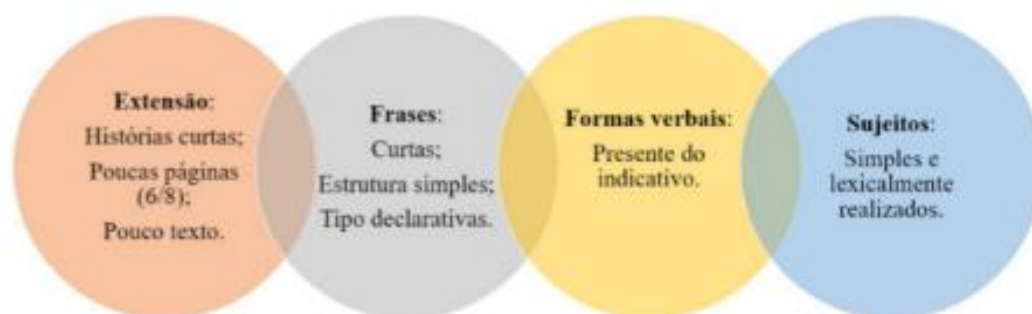 Extensão:
Histórias curtas;
Poucas páginas
(6/8);
Pouco texto.
Frases:
Curtas;
Estrutura simples;
Tipo declarativas.
Formas verbais:
Presente do
indicativo.
Sujeitos:
Simples e
lexicalmente
realizados.